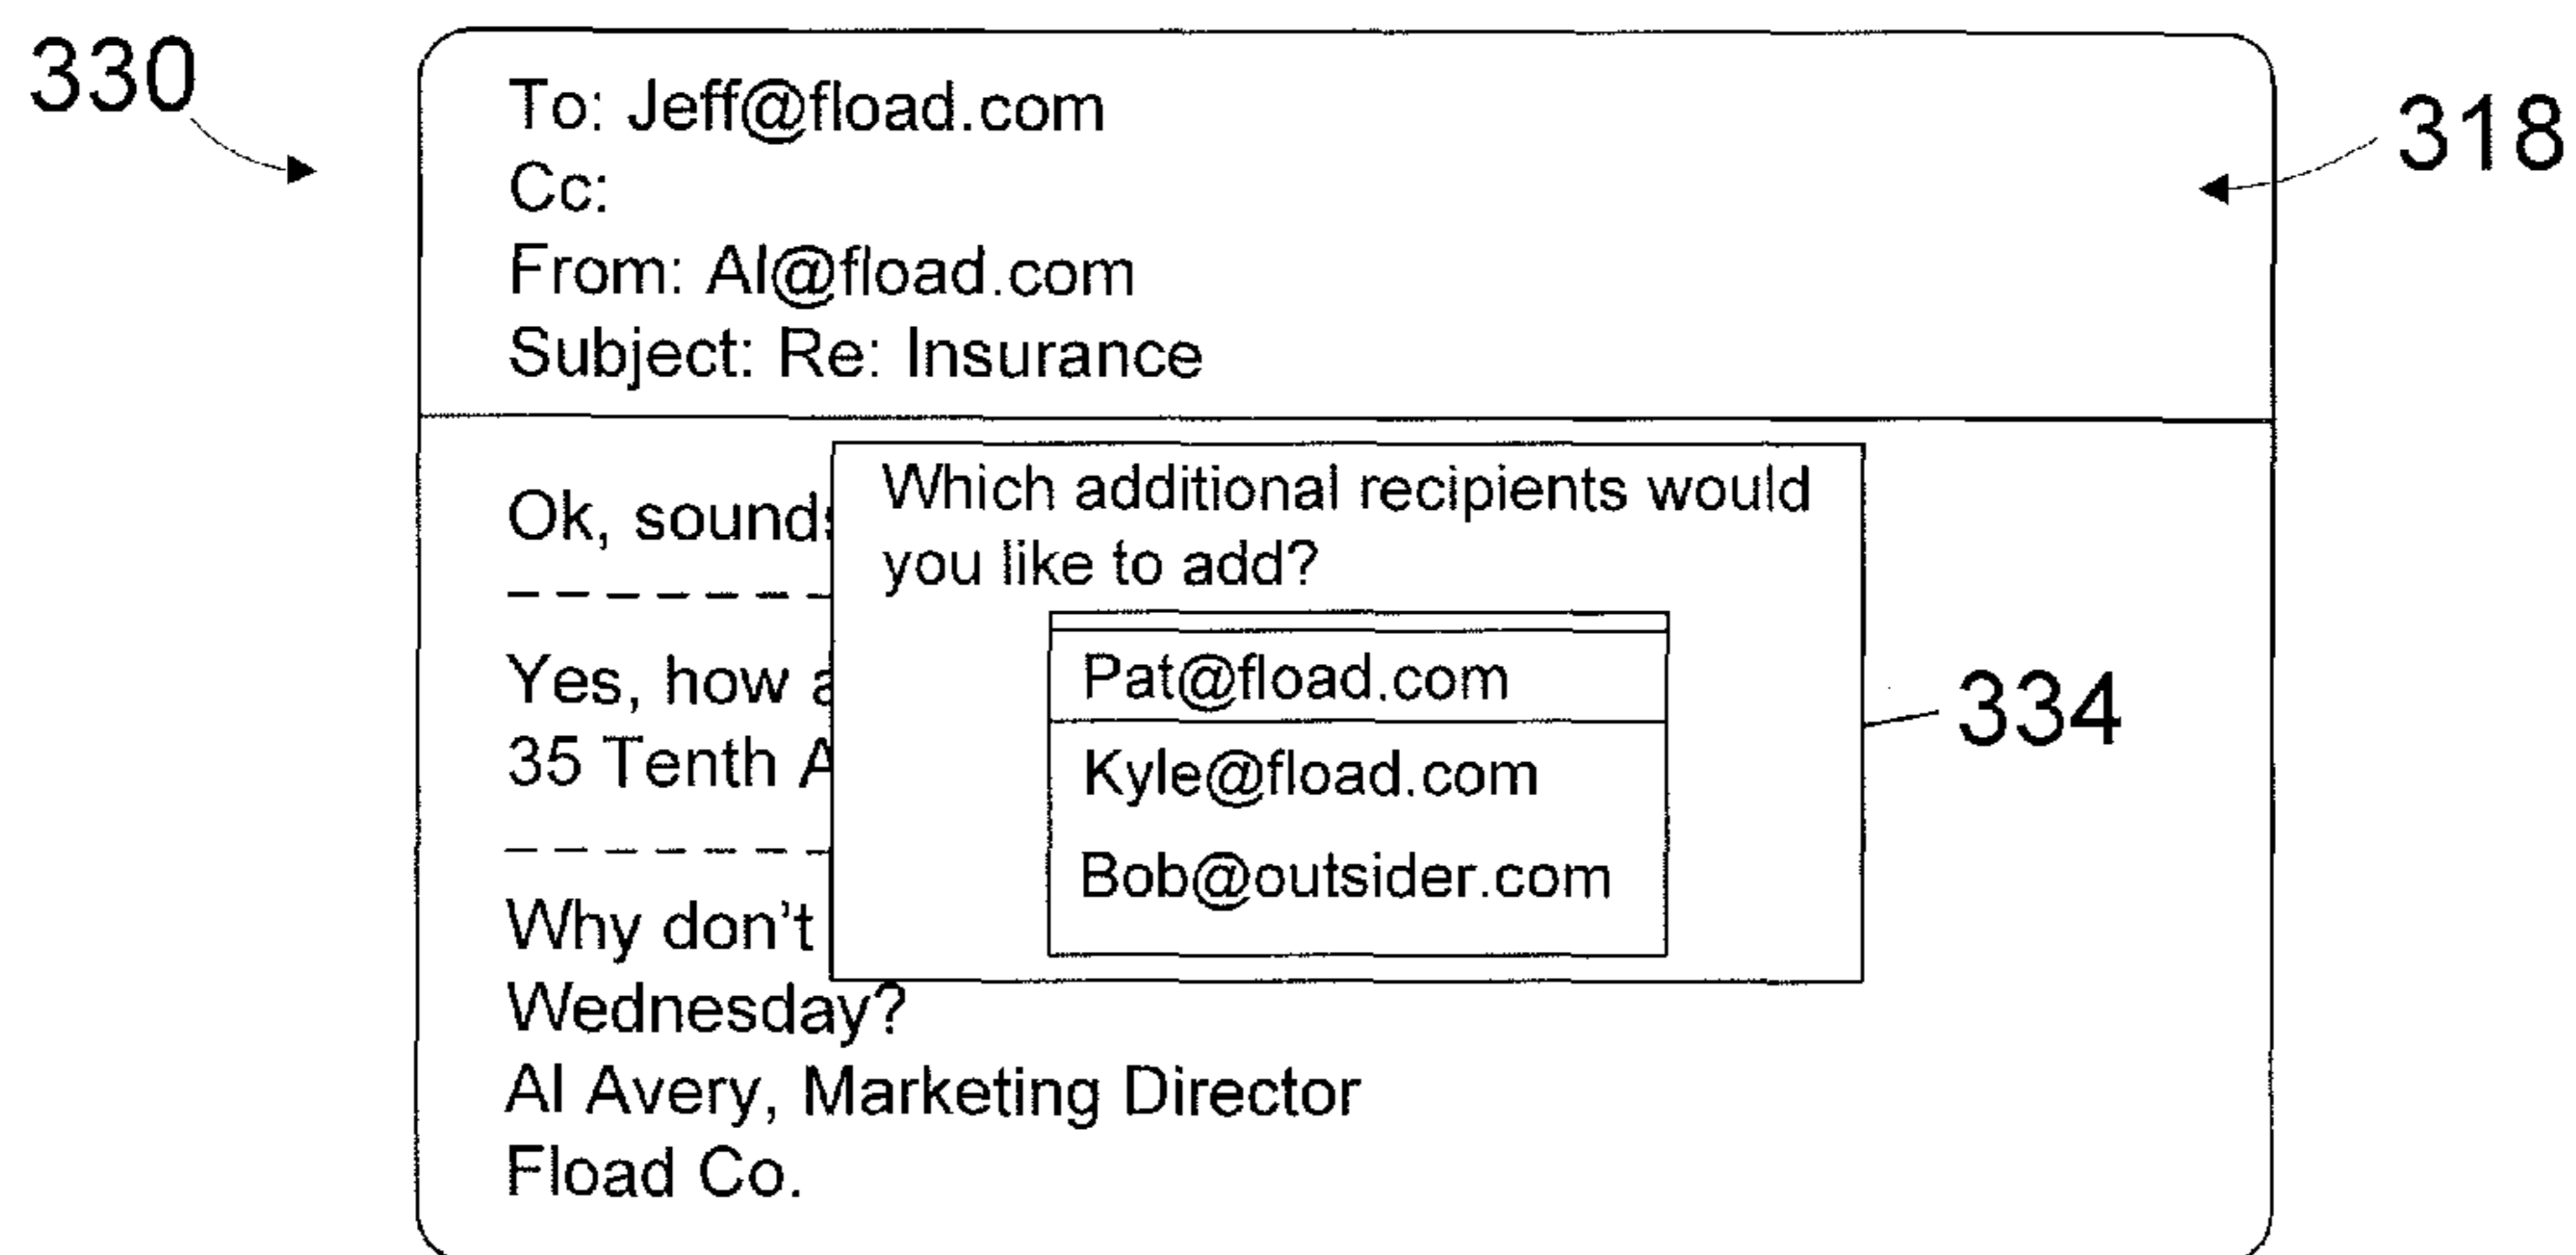 330
318
To: Jeff@fload.com
Cc:
From: Al@fload.com
Subject: Re: Insurance
Which additional recipients would
you like to add?
Pat@fload.com
Kyle@fload.com
Bob@outsider.com
334
Ok,
Yes, how
35 Tenth
Why don't
Wednesday?
Al Avery, Marketing Director
Fload Co.